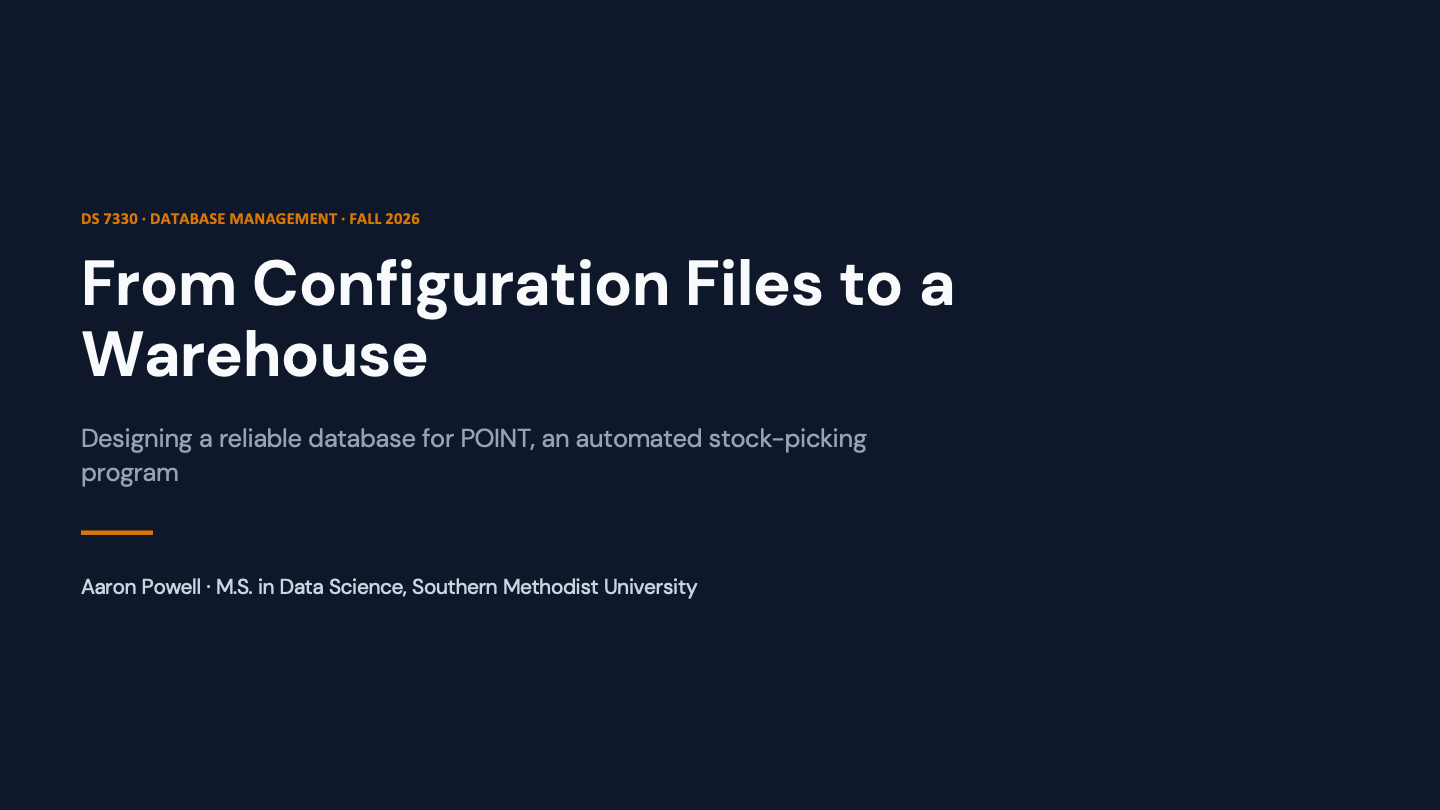 DS 7330 · DATABASE MANAGEMENT · FALL 2026
From Configuration Files to a
Warehouse
Designing a reliable database for POINT, an automated stock-picking
program
Aaron Powell · M.S. in Data Science, Southern Methodist University